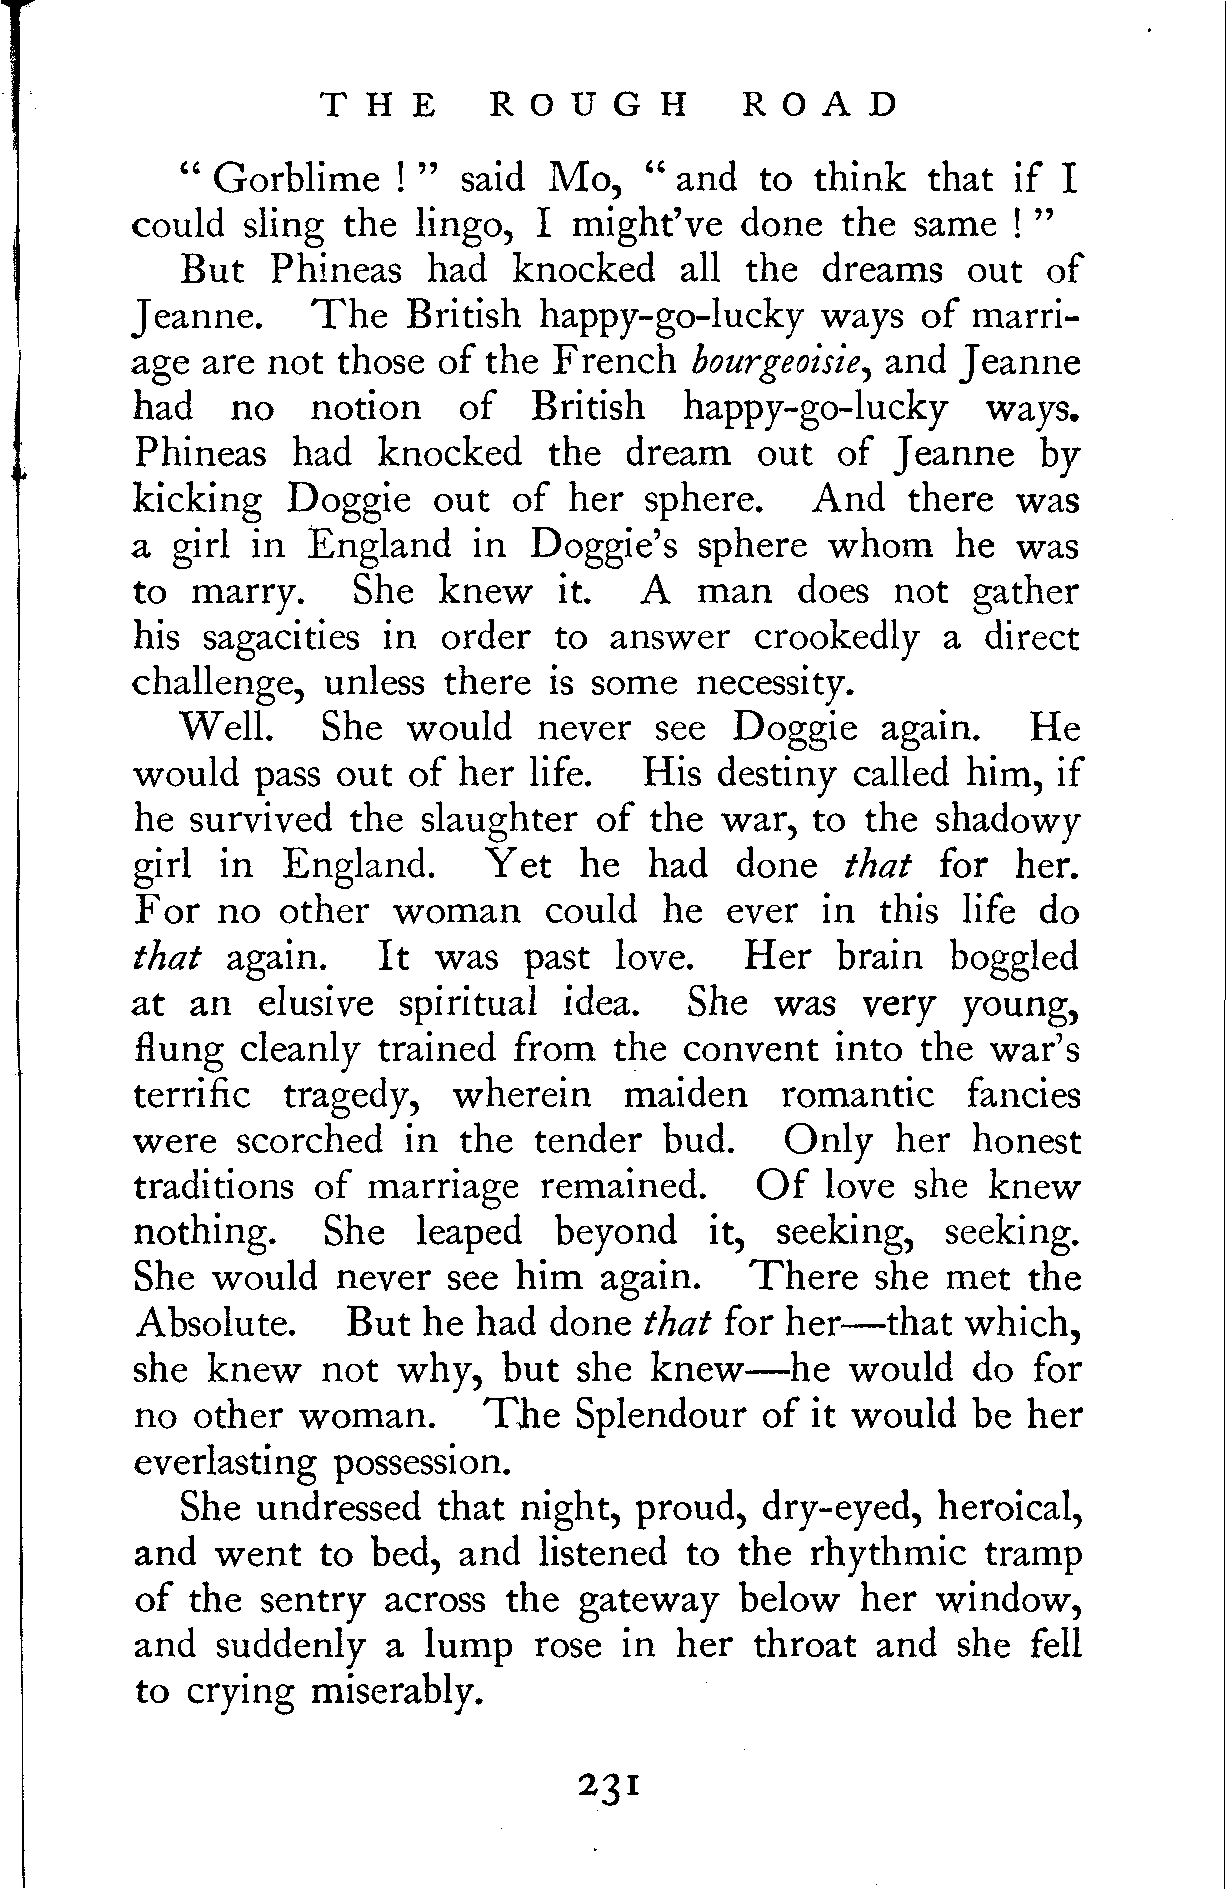 THE ROUGH ROAD
“ Gorblime ! ” said Mo, “ and to think that if I
could sling the lingo, I might’ve done the same ! ”
But Phineas had knocked all the dreams out of
Jeanne. The British happy-go-lucky ways of marri-
age are not those of the French bourgeoisie, and Jeanne
had no notion of British happy-go-lucky ways.
Phineas had knocked the dream out of Jeanne by
kicking Doggie out of her sphere. And there was
a girl in England in Doggie’s sphere whom he was
to marry. She knew it. A man does not gather
his sagacities in order to answer crookedly a direct
challenge, unless there is some necessity.
Well. She would never see Doggie again. He
would pass out of her life. His destiny called him, if
he survived the slaughter of the war, to the shadowy
girl in England. Yet he had done that for her.
For no other woman could he ever in this life do
that again. It was past love. Her brain boggled
at an elusive spiritual idea. She was very young,
flung cleanly trained from the convent into the war’s
terrific tragedy, wherein maiden romantic fancies
were scorched in the tender bud. Only her honest
traditions of marriage remained. Of love she knew
nothing. She leaped beyond it, seeking, seeking.
She would never see him again. There she met the
Absolute. But he had done that for her—that which,
she knew not why, but she knew—he would do for
no other woman. The Splendour of it would be her
everlasting possession.
She undressed that night, proud, dry-eyed, heroical,
and went to bed, and listened to the rhythmic tramp
of the sentry across the gateway below her window,
and suddenly a lump rose in her throat and she fell
to crying miserably.
231